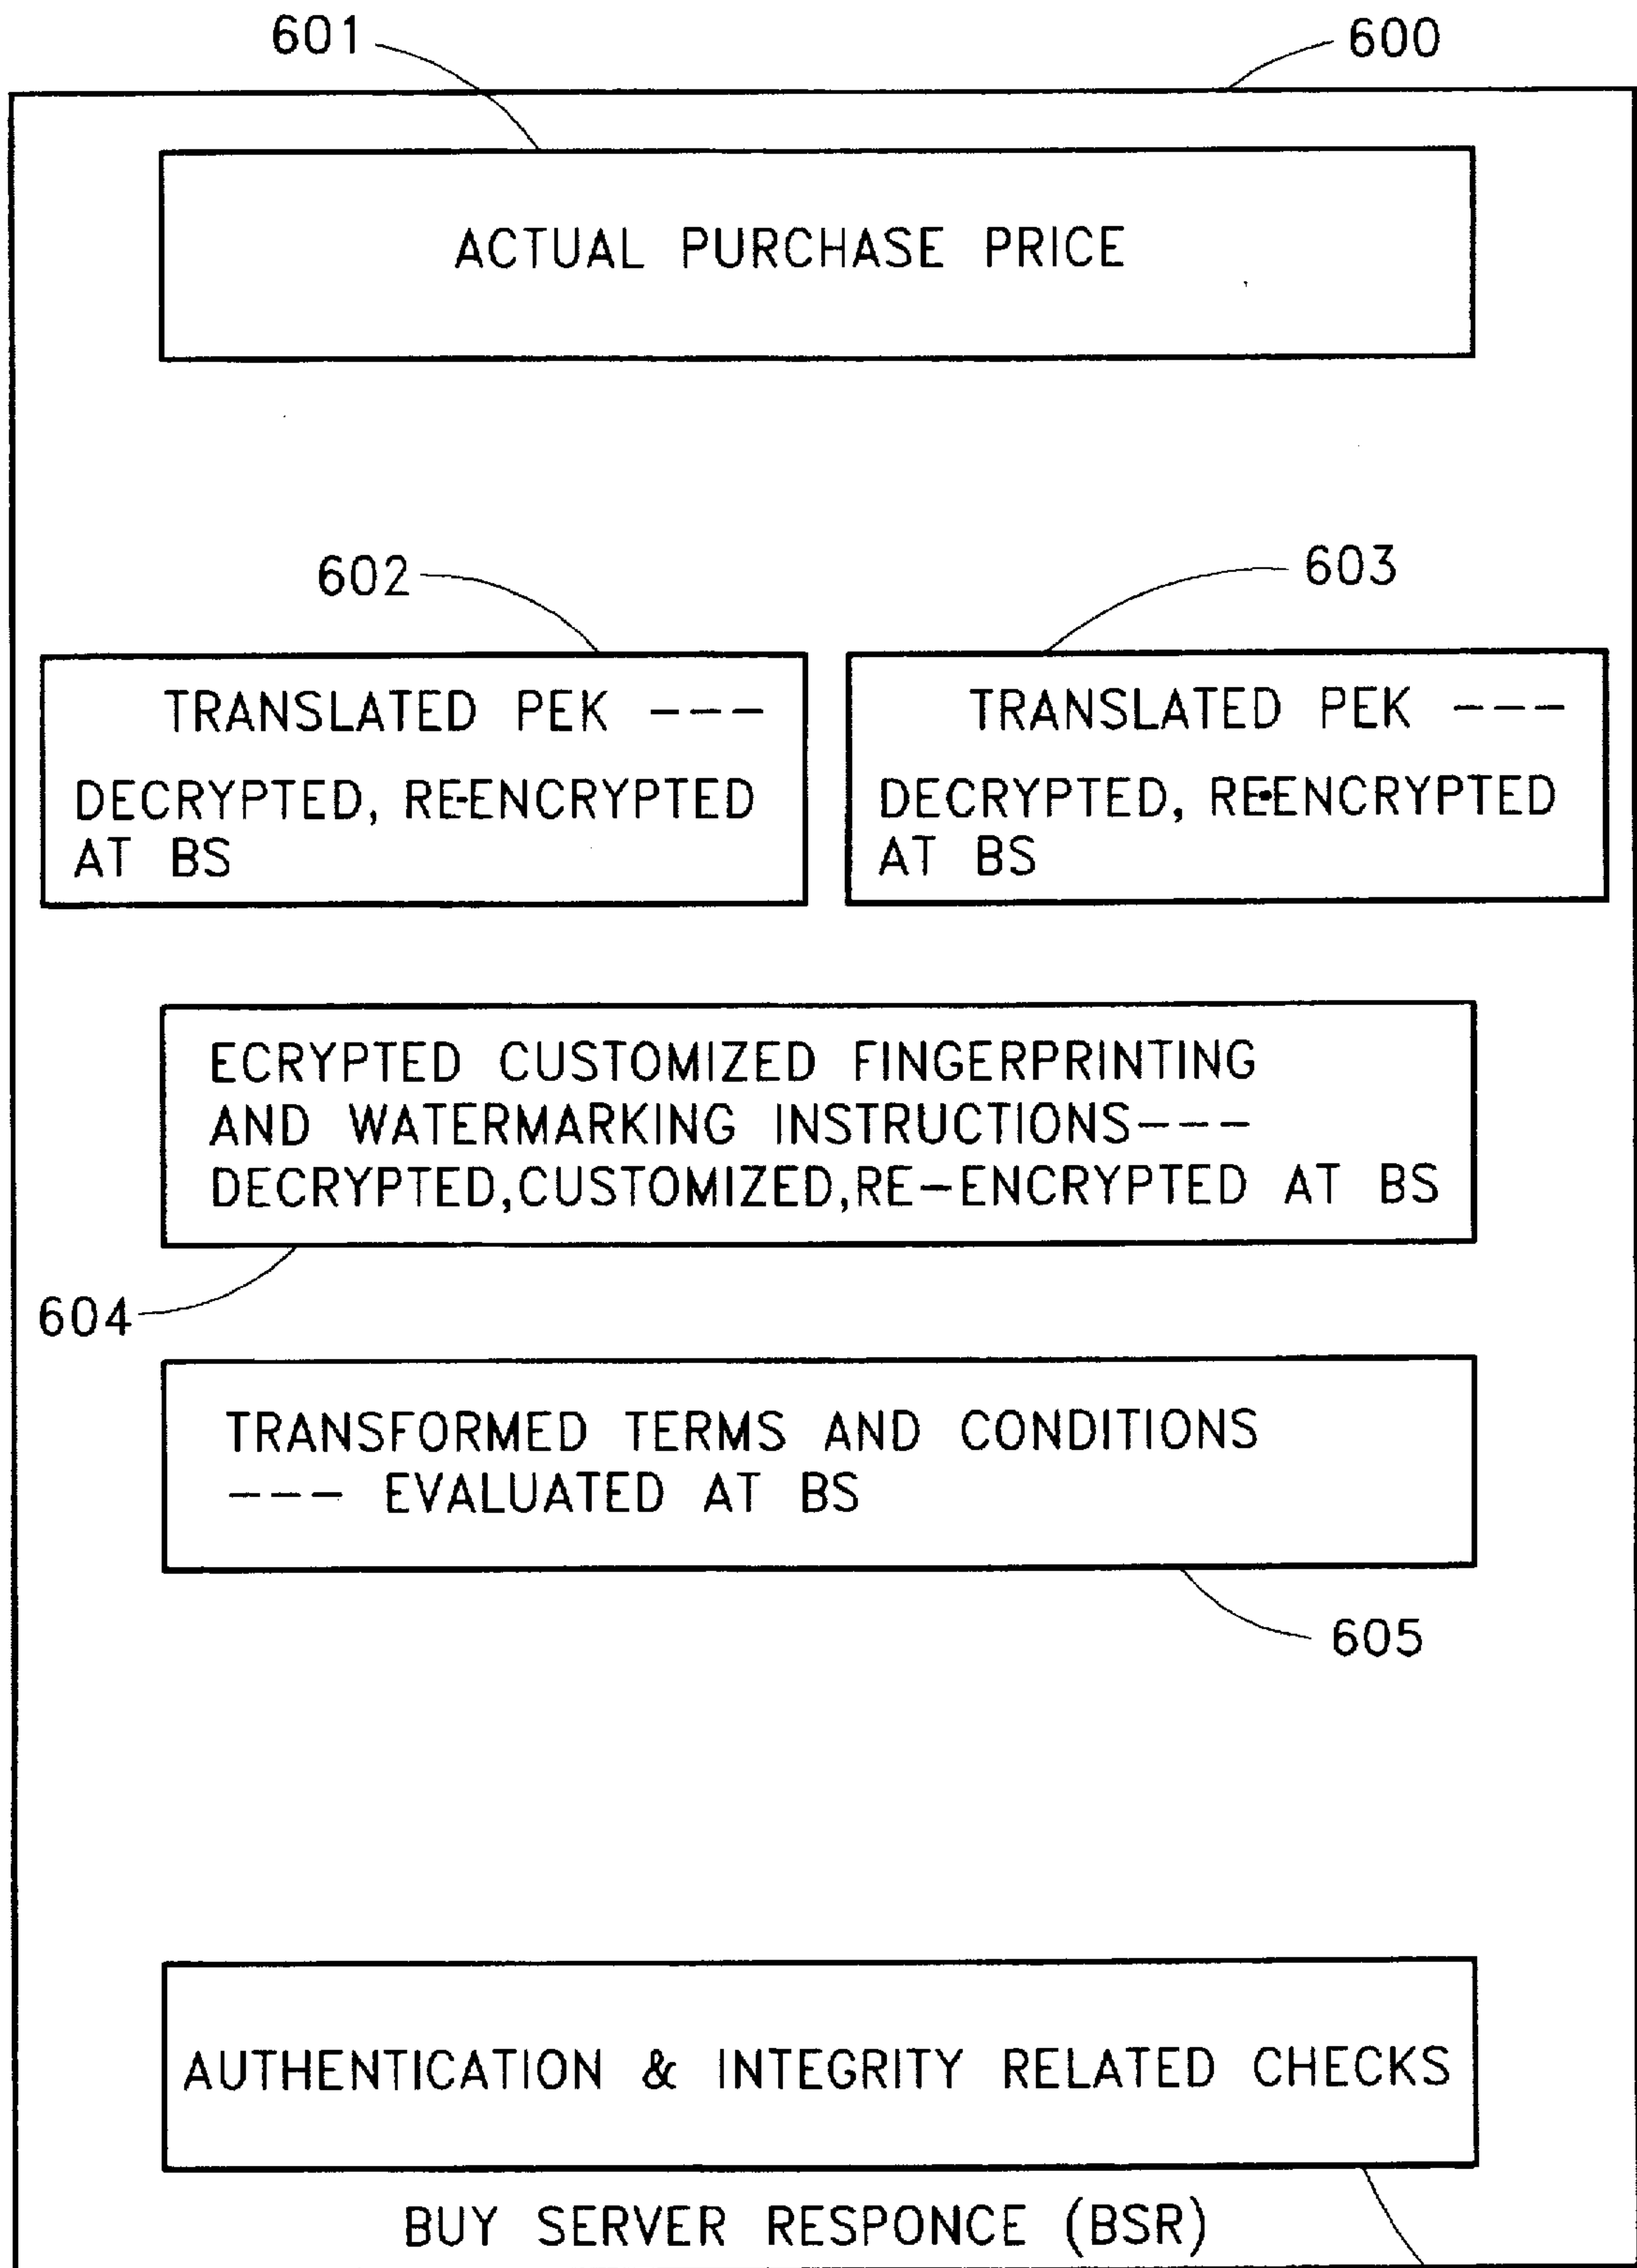 601
600
ACTUAL PURCHASE PRICE
602
603
TRANSLATED PEK ---
DECRYPTED, RE-ENCRYPTED
AT BS
TRANSLATED PEK ---
DECRYPTED, RE-ENCRYPTED
AT BS
ECRYPTED CUSTOMIZED FINGERPRINTING
AND WATERMARKING INSTRUCTIONS---
DECRYPTED,CUSTOMIZED,RE-ENCRYPTED AT BS
604
TRANSFORMED TERMS AND CONDITIONS
--- EVALUATED AT BS
605
AUTHENTICATION & INTEGRITY RELATED CHECKS
BUY SERVER RESPONCE (BSR)